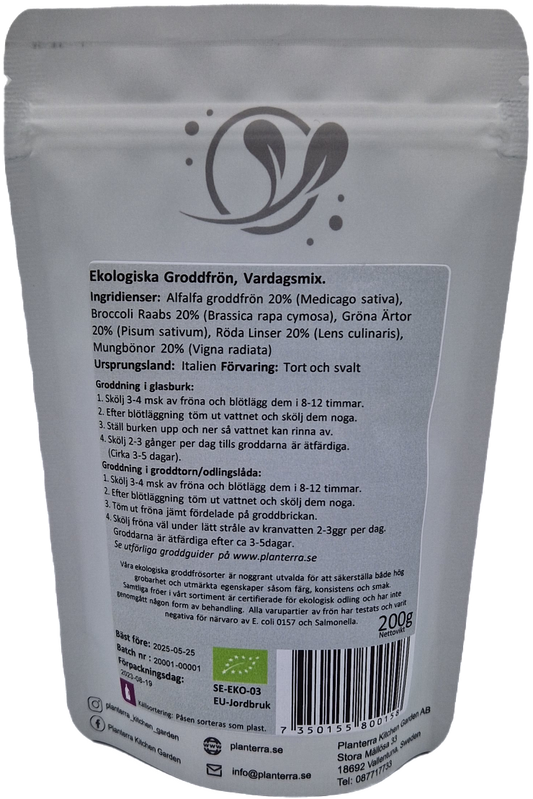 Ekologiska Groddfrön, Vardagsmix.
Ingridienser: Alfalfa groddfrön 20% (Medicago sativa),
Broccoli Raabs 20% (Brassica rapa cymosa), Gröna Ärtor
20% (Pisum sativum), Röda Linser 20% (Lens culinaris),
Mungbönor 20% (Vigna radiata)
Ursprungsland: Italien Förvaring: Tort och svalt
Groddning i glasburk:
1. Skölj 3-4 msk av fröna och blötlägg dem i 8-12 timmar.
2. Efter blötläggning töm ut vattnet och skölj dem noga.
3. Ställ burken upp och ner så vattnet kan rinna av.
4. Skölj 2-3 gånger per dag tills groddarna är ätfärdiga.
(Cirka 3-5 dagar).
Groddning i groddtorn/odlingslåda:
1. Skölj 3-4 msk av fröna och blötlägg dem i 8-12 timmar.
2. Efter blötläggning töm ut vattnet och skölj dem noga.
3. Töm ut fröna jämt fördelade på groddbrickan.
4. Skölj fröna väl under lätt stråle av kranvatten 2-3ggr per dag.
Groddarna är ätfärdiga efter ca 3-5dagar.
Se utförliga groddguider på www.planterra.se
Våra ekologiska groddfrösorter är noggrant utvalda för att säkerställa både hög
grobarhet och utmärkta egenskaper såsom färg, konsistens och smak.
Samtliga fröer i vårt sortiment är certifierade för ekologisk odling och har inte
genomgått någon form av behandling. Alla varupartier av frön har testats och varit
negativa för närvaro av E. coli 0157 och Salmonella.
200g
Nettovikt
Bäst före: 2025-05-25
Batch nr : 20001-00001
Förpackningsdag:
2023-08-19
SE-EKO-03
EU-Jordbruk
Källsortering: Påsen sorteras som plast.
7 350155 80013
planterra_kitchen_garden
Planterra Kitchen Garden
planterra.se
info@planterra.se
Planterra Kitchen Garden AB
Stora Mällösa 33
18692 Vallentuna, Sweden
Tel: 087717733